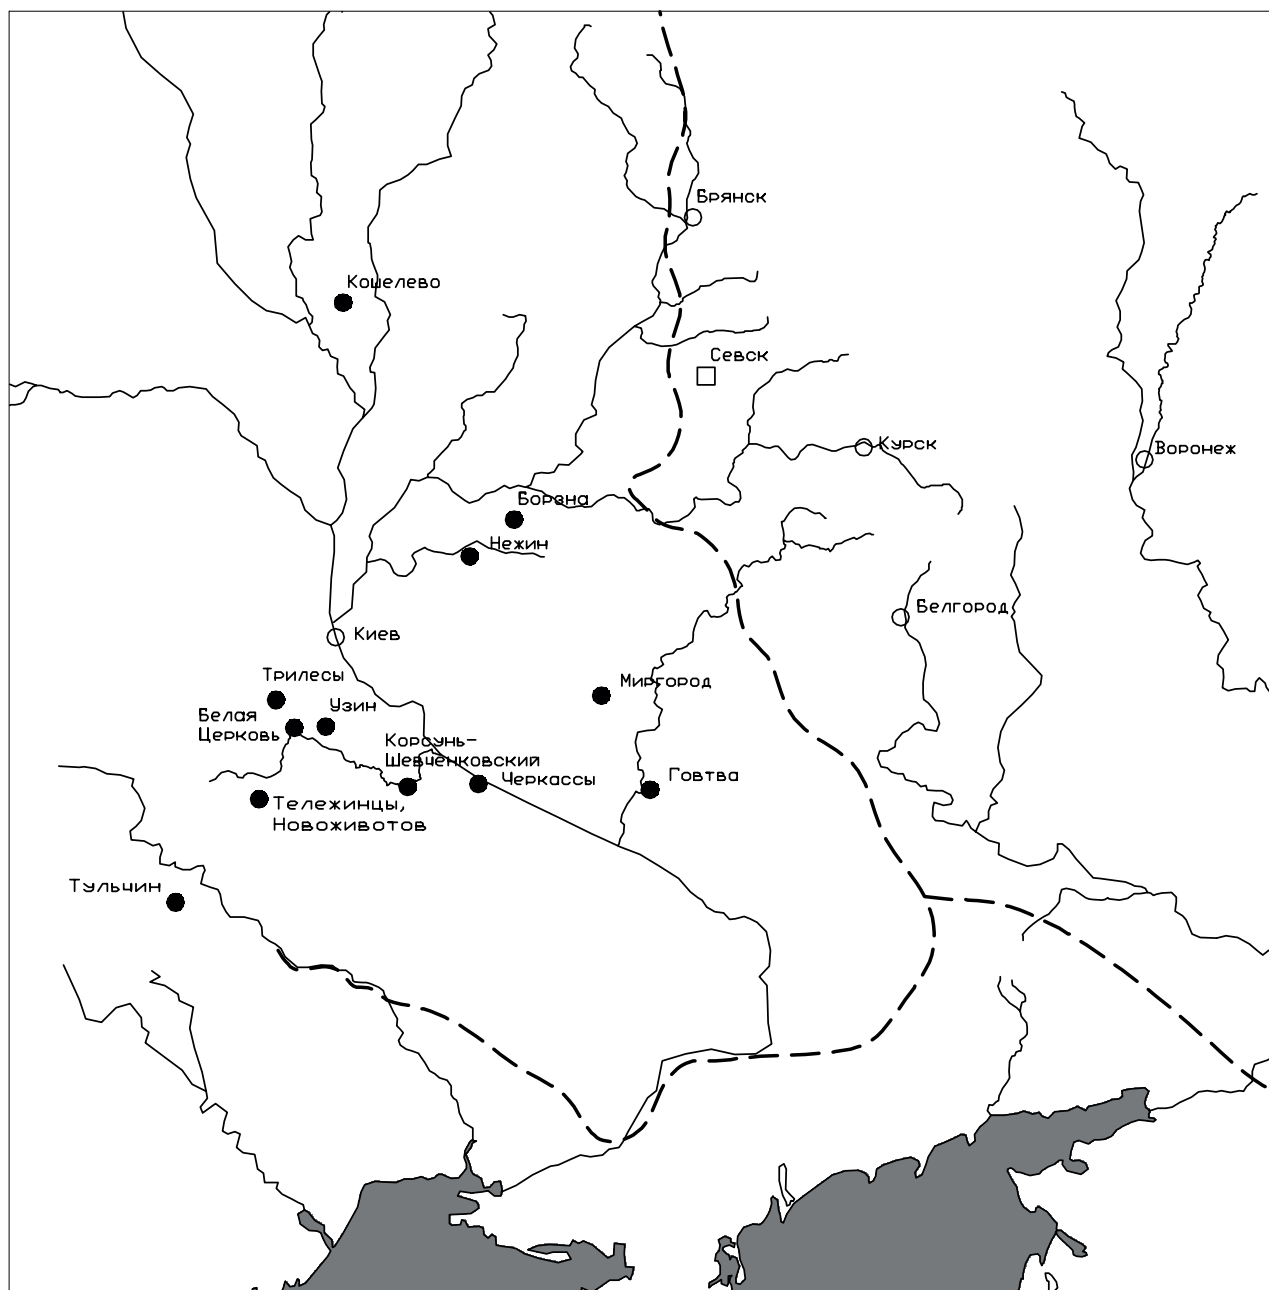 Брянск
Кошелево
Севск
Курск
Воронеж
Борзна
Нежин
Белгород
Киев
Трилесы
Миргород
Узин
Белая
Церковь
Корсунь-
Шевченковский
Черкассы
Говтва
Тележинцы,
Новоживотов
Тульчин